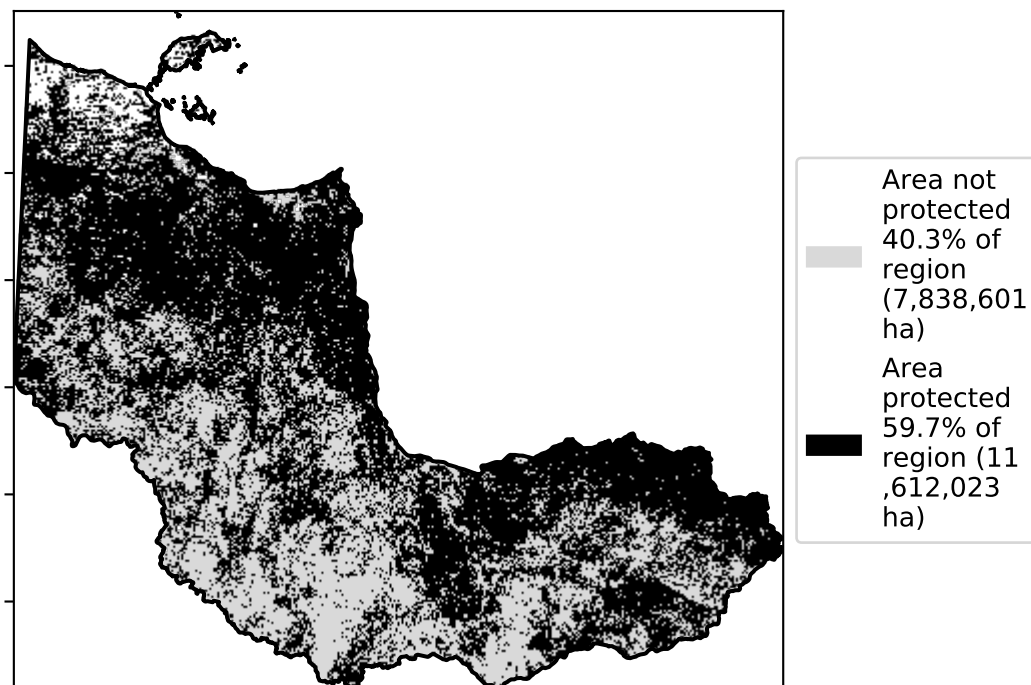 Area not
protected
40.3% of
region
(7,838,601
ha)
Area
protected
59.7% of
region (11
,612,023
ha)